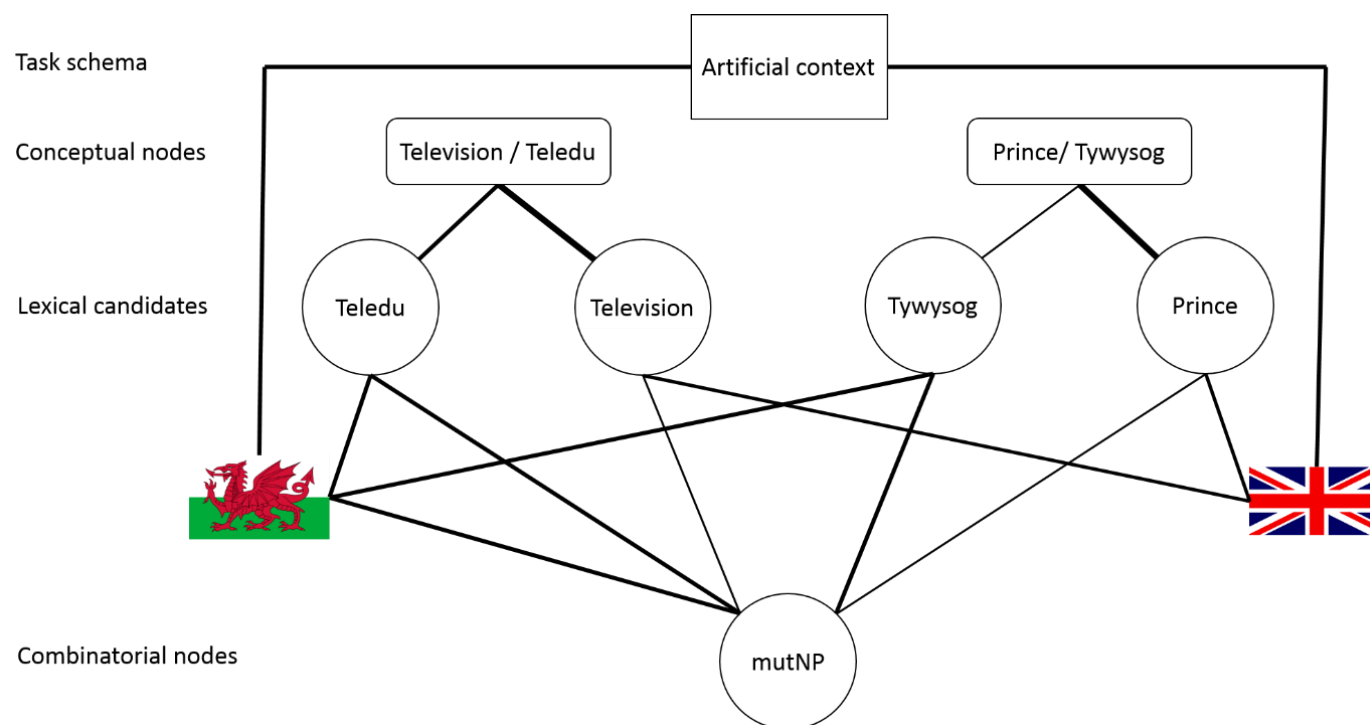 Task schema
Artificial context
Conceptual nodes
Television / Teledu
Prince/ Tywysog
Lexical candidates
Teledu
Television
Tywysog
Prince
Combinatorial nodes
mutNP